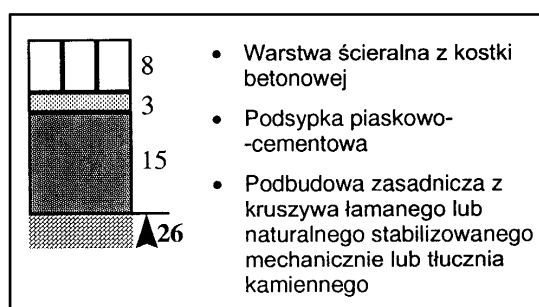 8
3
15
26
• Warstwa ścieralna z kostki
betonowej
• Podsypka piaskowo-
-cementowa
• Podbudowa zasadnicza z
kruszywa łamanego lub
naturalnego stabilizowanego
mechanicznie lub tłucznia
kamiennego